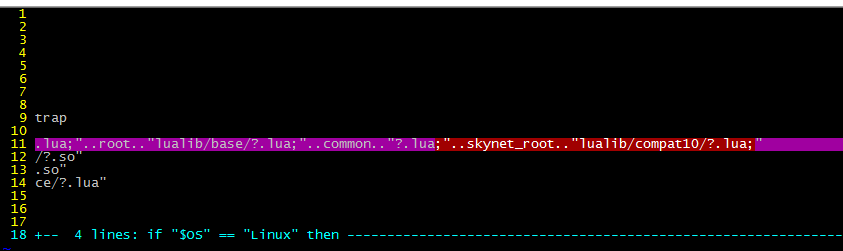 1
2
3
4
5
6
7
8
9 trap
10
11 .lua;"..root.."lualib/base/?.lua;"..common.."?.lua;"..skynet_root.."lualib/compat10/?.lua;"
12 /?.so"
13 .so"
14 ce/?.lua"
15
16
17
18 +--  4 lines: if "$OS" == "Linux" then --------------------------------------------------------------